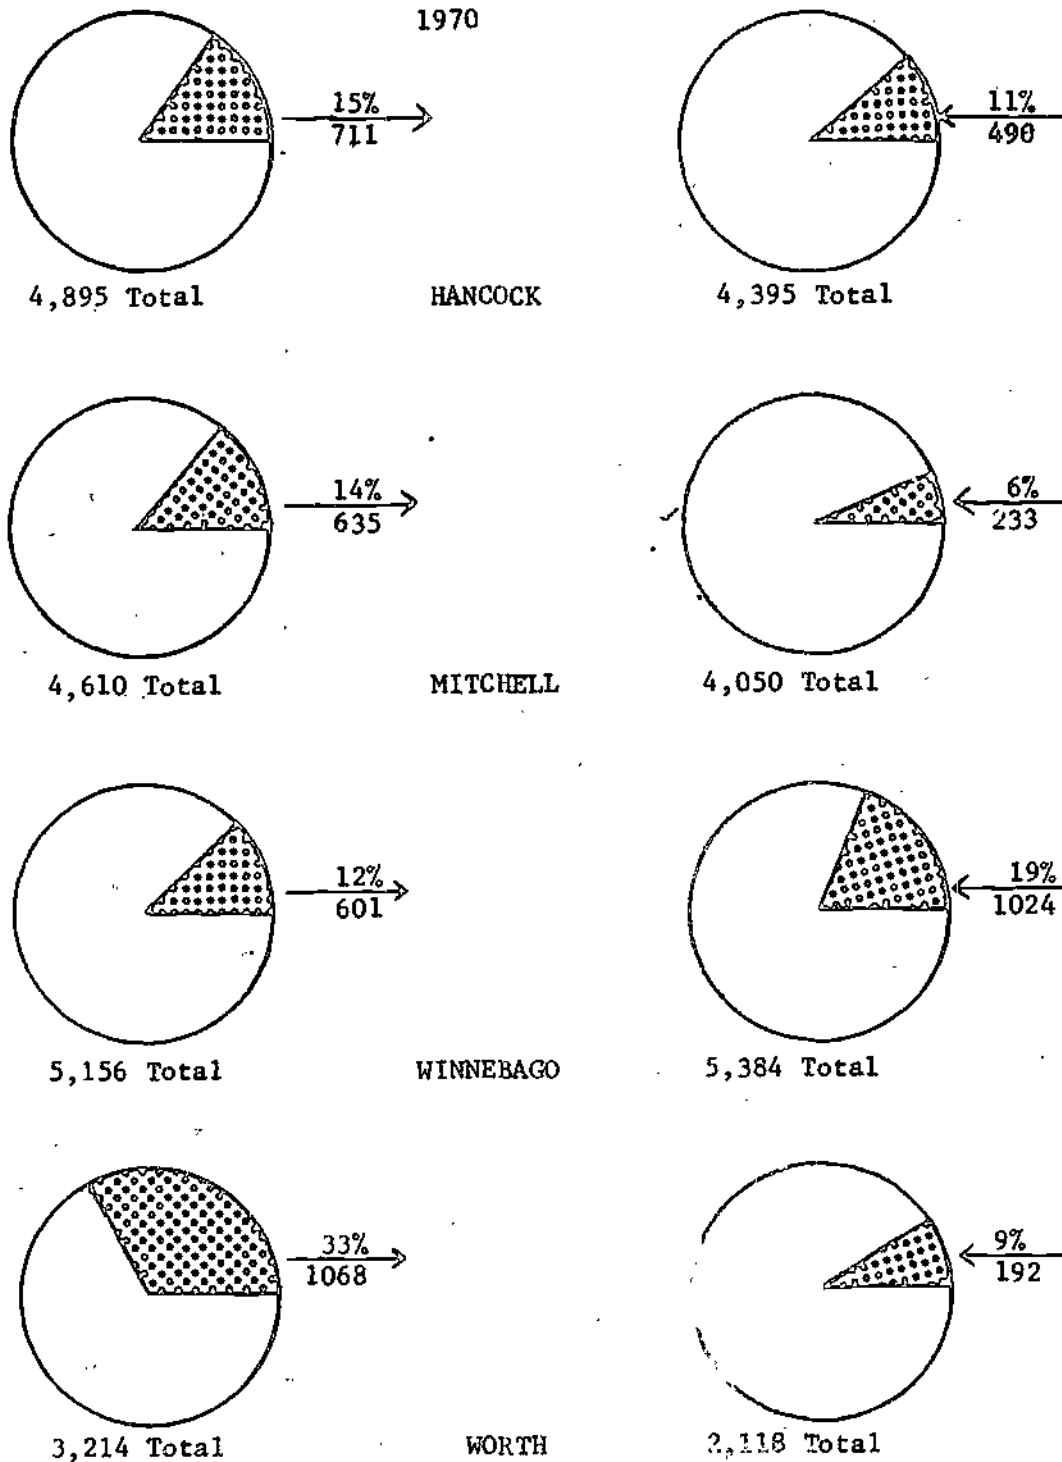 1970
15%
711
11%
490
4,895 Total
HANCOCK
4,395 Total
14%
635
6%
233
4,610 Total
MITCHELL
4,050 Total
12%
601
19%
1024
5,156 Total
WINNEBAGO
5,384 Total
33%
1068
9%
192
3,214 Total
WORTH
2,118 Total